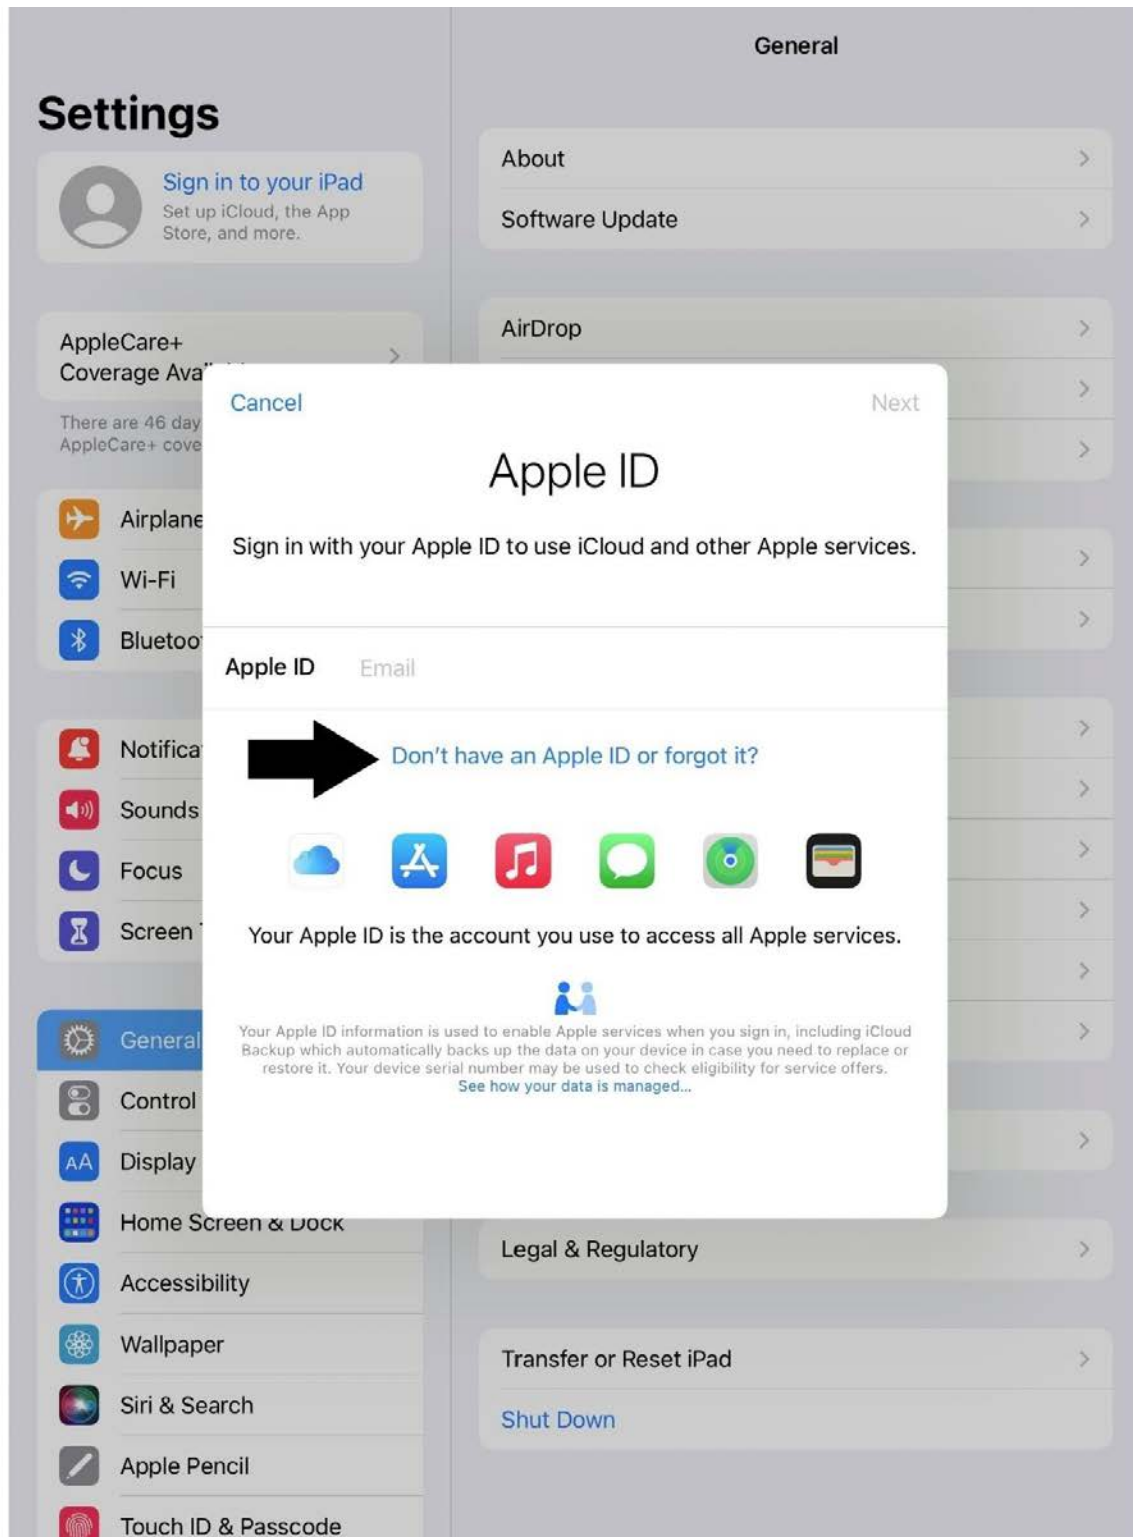 General
Settings
Sign in to your iPad
Set up iCloud, the App
Store, and more.
AppleCare+
Coverage
There are 46
AppleCare+
Airplane
Wi-Fi
Notifica
Sounds
Focus
Screen
General
Control
Display
Home Screen & Dock
Accessibility
Wallpaper
Siri & Search
Apple Pencil
Touch ID & Passcode
About
Software Update
AirDrop
Cancel
Next
Apple ID
Sign in with your Apple ID to use iCloud and other Apple services.
Apple ID Email
Don't have an Apple ID or forgot it?
Your Apple ID is the account you use to access all Apple services.
Your Apple ID information is used to enable Apple services when you sign in, including iCloud
Backup which automatically backs up the data on your device in case you need to replace or
restore it. Your device serial number may be used to check eligibility for service offers.
See how your data is managed...
Legal & Regulatory
Transfer or Reset iPad
Shut Down